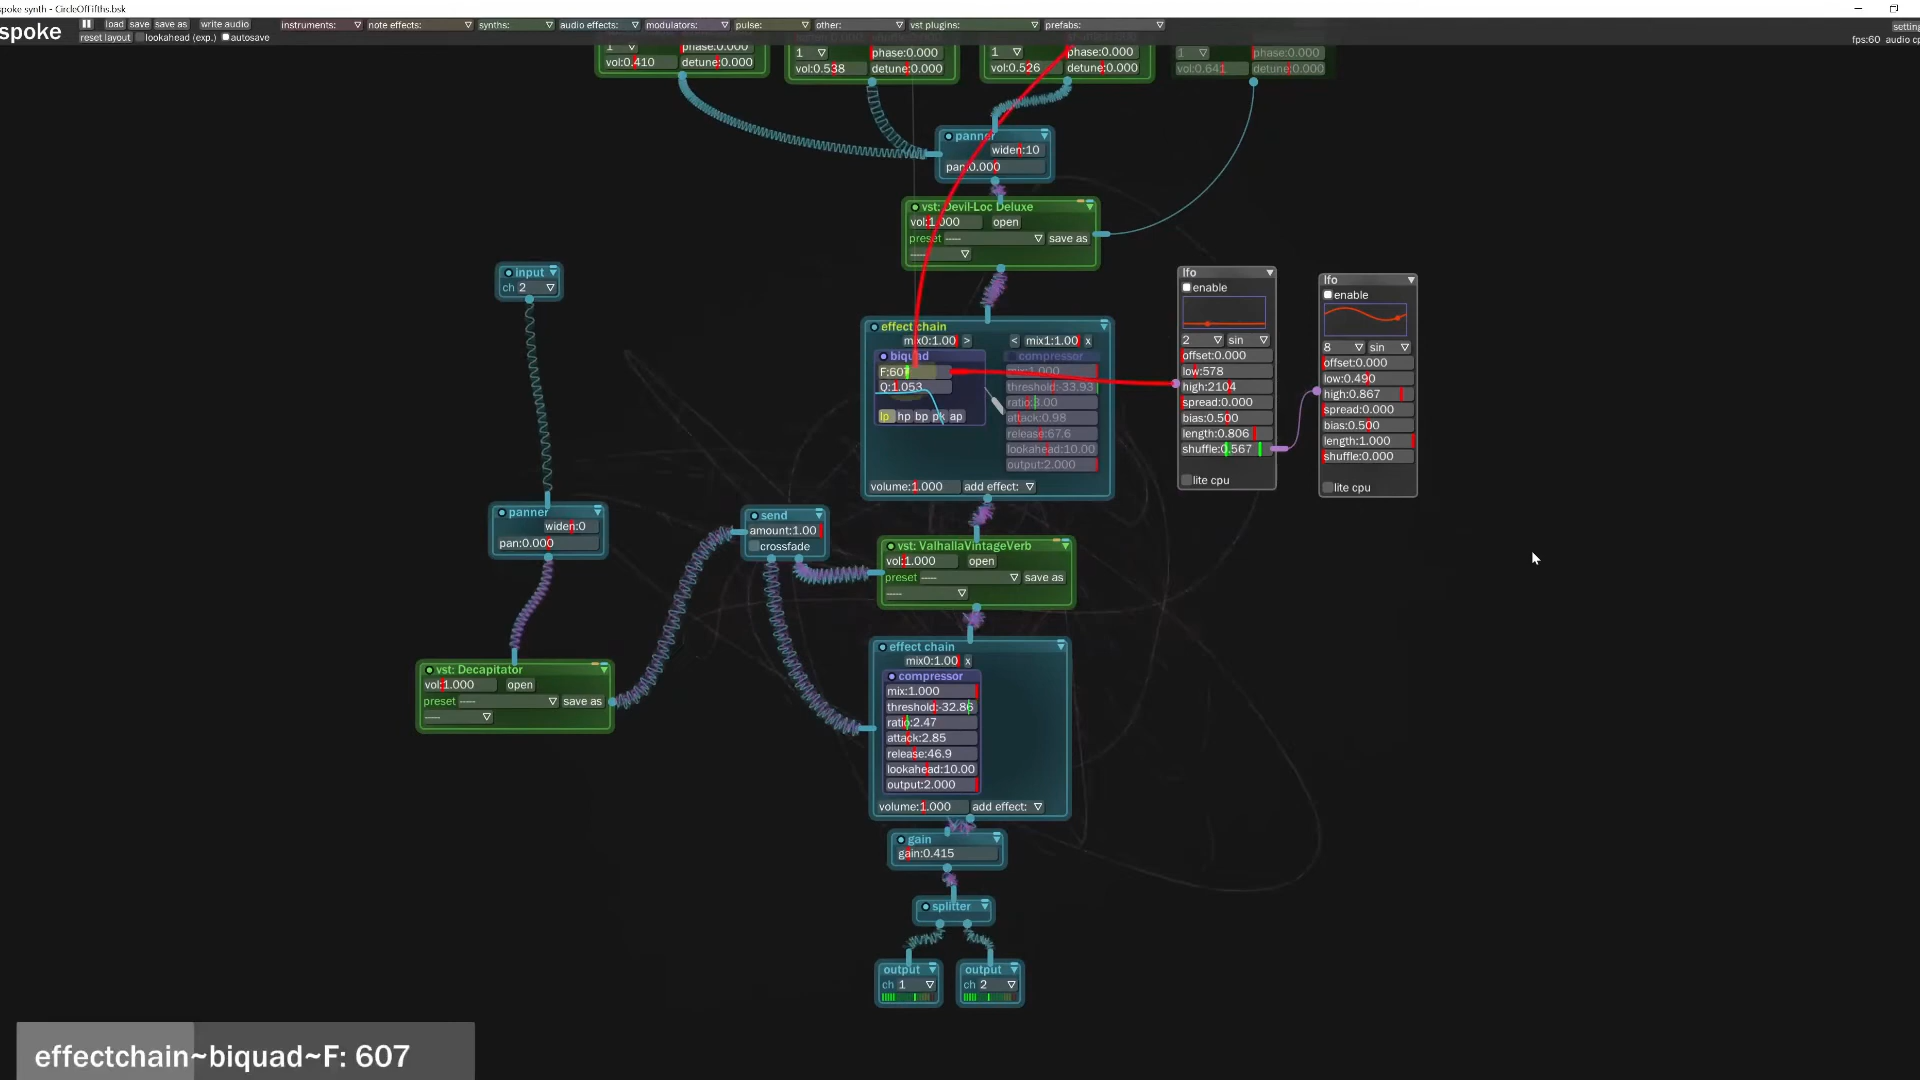 spoke synth - CircleOfFifths.bsk
spoke
load save save as write audio
reset layout lookahead (exp.) autosave
instruments: note effects: synths: audio effects: modulators: pulse: other: vst plugins: prefabs:
fps:60
1 phase:0.000
vol:0.410 detune:0.000
1 phase:0.000
vol:0.538 detune:0.000
1 phase:0.000
vol:0.526 detune:0.000
1 phase:0.000
vol:0.641 detune:0.000
panner
widen:10
pan:0.000
vst: Devil-Loc Deluxe
vol:1.000 open
preset ---- save as
----
input
ch 2
effect chain
mix0:1.00 > < mix1:1.00 x
biquad
F:607
Q:1.053
lp hp bp pk ap
compressor
mix:1.000
threshold:-33.93
ratio:3.00
attack:0.98
release:67.6
lookahead:10.00
output:2.000
volume:1.000 add effect:
lfo
enable
2 sin
offset:0.000
low:578
high:2104
spread:0.000
bias:0.500
length:0.806
shuffle:0.567
lite cpu
lfo
enable
8 sin
offset:0.000
low:0.490
high:0.867
spread:0.000
bias:0.500
length:1.000
shuffle:0.000
lite cpu
panner
widen:0
pan:0.000
send
amount:1.00
crossfade
vst: ValhallaVintageVerb
vol:1.000 open
preset ---- save as
----
vst: Decapitator
vol:1.000 open
preset ---- save as
----
effect chain
mix0:1.00 x
compressor
mix:1.000
threshold:-32.86
ratio:2.47
attack:2.85
release:46.9
lookahead:10.00
output:2.000
volume:1.000 add effect:
gain
gain:0.415
splitter
output
ch 1
output
ch 2
effectchain~biquad~F: 607